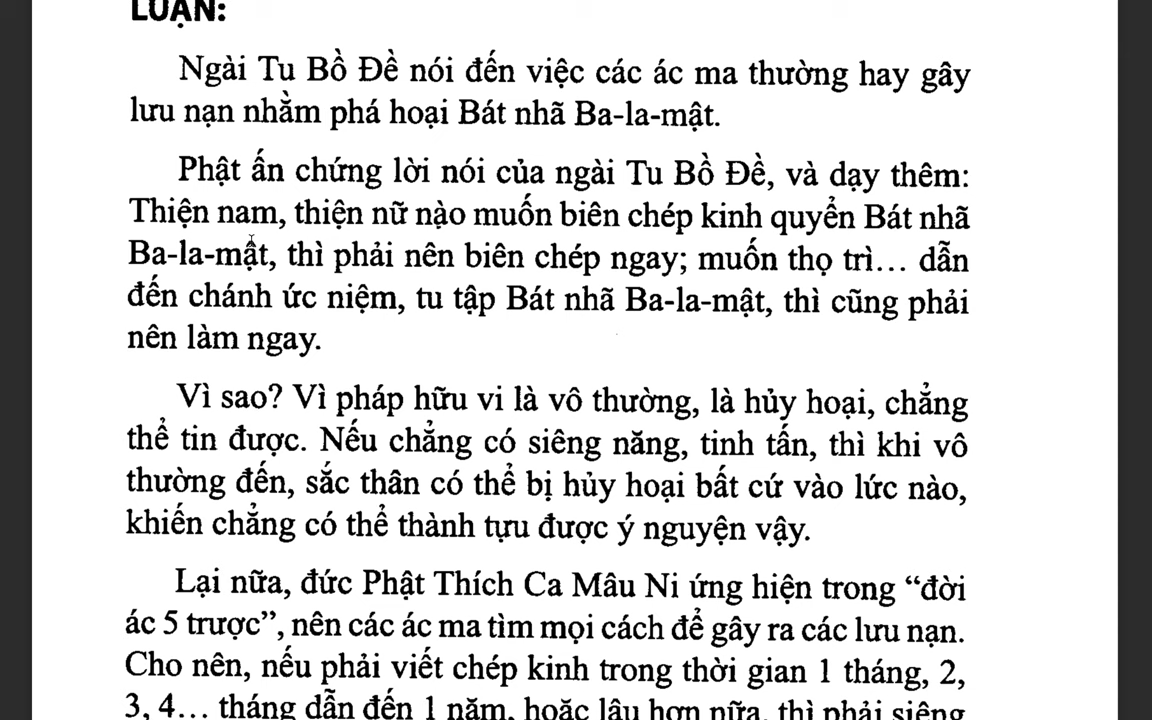 LUẬN:
Ngài Tu Bồ Đề nói đến việc các ác ma thường hay gây
lưu nạn nhằm phá hoại Bát nhã Ba-la-mật.
Phật ấn chứng lời nói của ngài Tu Bồ Đề, và dạy thêm:
Thiện nam, thiện nữ nào muốn biên chép kinh quyển Bát nhã
Ba-la-mật, thì phải nên biên chép ngay; muốn thọ trì... dẫn
đến chánh ức niệm, tu tập Bát nhã Ba-la-mật, thì cũng phải
nên làm ngay.
Vì sao? Vì pháp hữu vi là vô thường, là hủy hoại, chẳng
thể tin được. Nếu chẳng có siêng năng, tinh tấn, thì khi vô
thường đến, sắc thân có thể bị hủy hoại bất cứ vào lúc nào,
khiến chẳng có thể thành tựu được ý nguyện vậy.
Lại nữa, đức Phật Thích Ca Mâu Ni ứng hiện trong “đời
ác 5 trược”, nên các ác ma tìm mọi cách để gây ra các lưu nạn.
Cho nên, nếu phải viết chép kinh trong thời gian 1 tháng, 2,
3, 4... tháng dẫn đến 1 năm, hoặc lâu hơn nữa, thì phải siêng